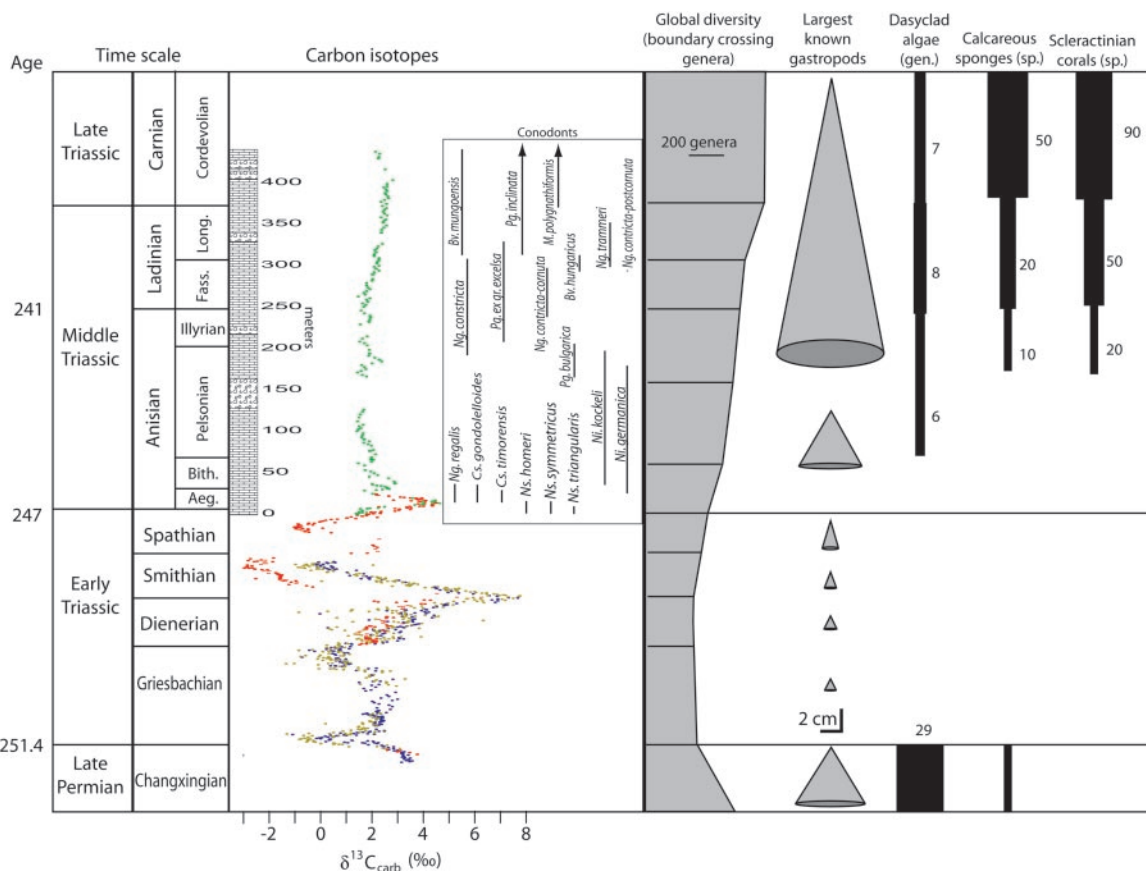 Age
Time scale
Carbon isotopes
Global diversity
(boundary crossing
genera)
Largest
known
gastropods
Dasyclad
algae
(gen.)
Calcareous
sponges (sp.)
Scleractinian
corals (sp.)
Late
Triassic
Carnian
Cordevolian
Middle
Triassic
Ladinian
Long.
Fass.
241
Anisian
Illyrian
Pelsonian
Bith.
Aeg.
247
Early
Triassic
Spathian
Smithian
Dienerian
Griesbachian
251.4
Late
Permian
Changxingian
400
350
300
250
200
150
100
50
0
meters
Conodonts
Bv. mungoensis
Pg. inclinata
M. polygnathiformis
Ng. trammeri
Ng. contricta-postcornuta
Ng. constricta
Pg. ex gr. excelsa
Ng. contricta-cornuta
Bv. hungaricus
Pg. bulgarica
Ni. kockeli
Ni. germanica
Ng. regalis
C.s. gondolelloides
Cs. timorensis
Ns. homeri
Ns. symmetricus
Ns. triangularis
200 genera
2 cm
7
8
6
29
50
20
10
90
50
20
-2 0 2 4 6 8
δ13Ccarb (‰)